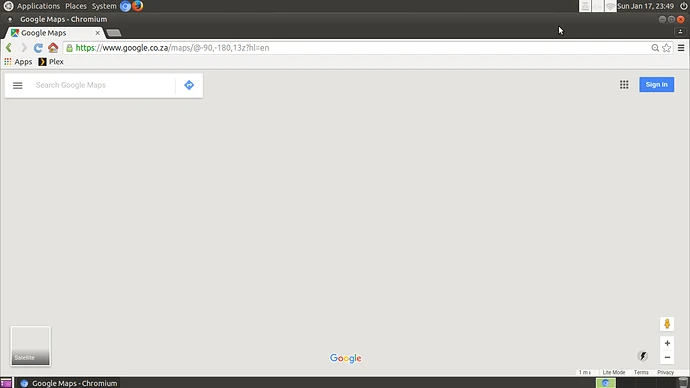 Applications Places System Sun Jan 17, 23:49
Google Maps - Chromium
Google Maps
https://www.google.co.za/maps/@-90,-180,13z?hl=en
Apps Plex
Search Google Maps Sign in
Satellite
Google
1 mi Lite Mode Terms Privacy
Google Maps - Chromium